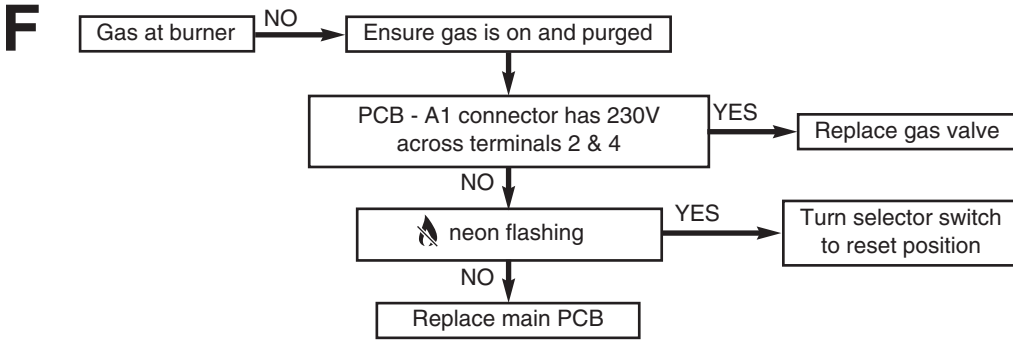 F
Gas at burner
NO
Ensure gas is on and purged
PCB - A1 connector has 230V
across terminals 2 & 4
YES
Replace gas valve
NO
neon flashing
YES
Turn selector switch
to reset position
NO
Replace main PCB